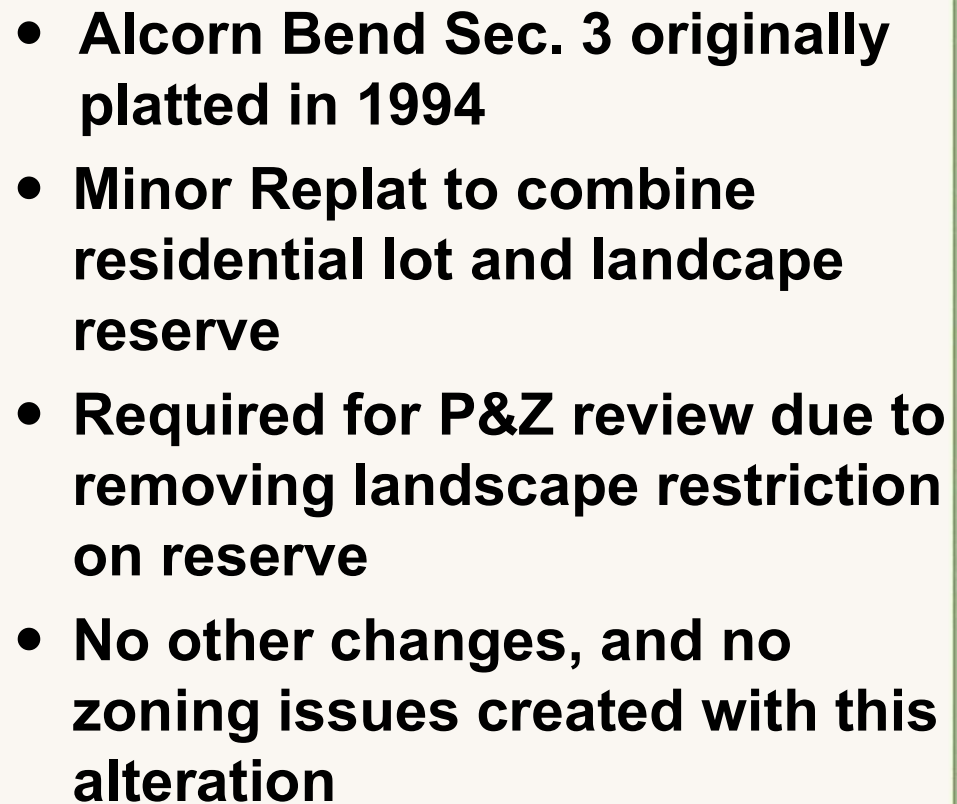 • Alcorn Bend Sec. 3 originally
platted in 1994
• Minor Replat to combine
residential lot and landcape
reserve
• Required for P&Z review due to
removing landscape restriction
on reserve
• No other changes, and no
zoning issues created with this
alteration